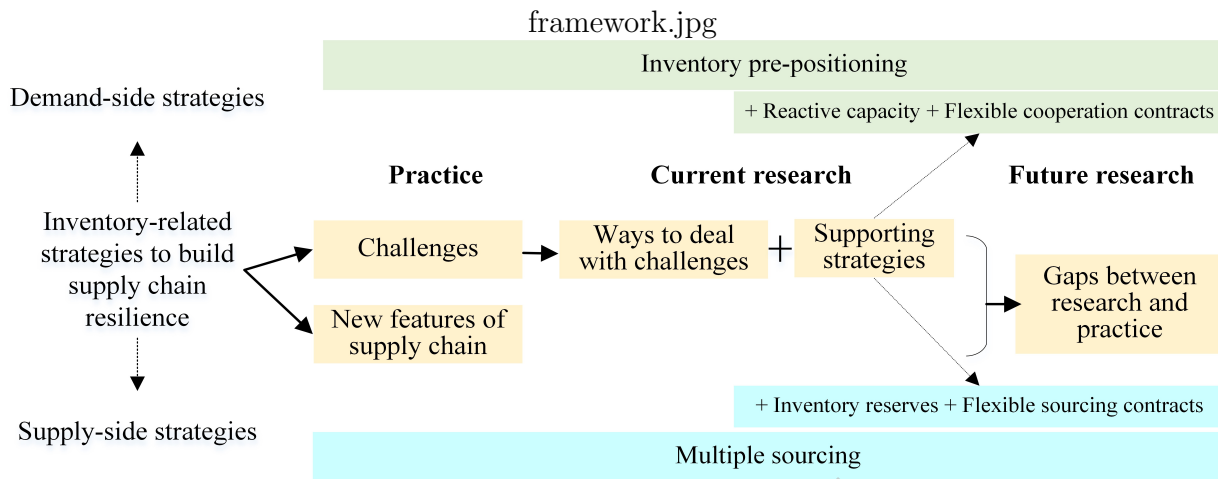 framework.jpg
Inventory pre-positioning
Demand-side strategies
+ Reactive capacity + Flexible cooperation contracts
Practice
Current research
Future research
Inventory-related
strategies to build
supply chain
resilience
Challenges
New features of
supply chain
Ways to deal
with challenges
+
Supporting
strategies
Gaps between
research and
practice
+ Inventory reserves + Flexible sourcing contracts
Supply-side strategies
Multiple sourcing